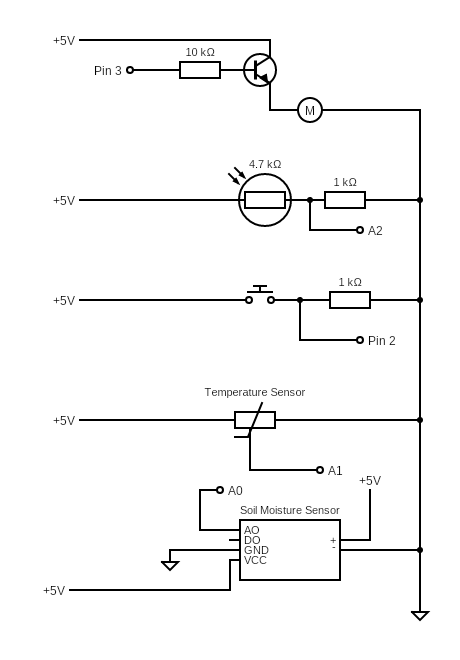 +5V
10 kΩ
Pin 3
M
4.7 kΩ
1 kΩ
+5V
A2
1 kΩ
+5V
Pin 2
Temperature Sensor
+5V
A1
+5V
A0
Soil Moisture Sensor
AO
DO +
GND -
VCC
+5V